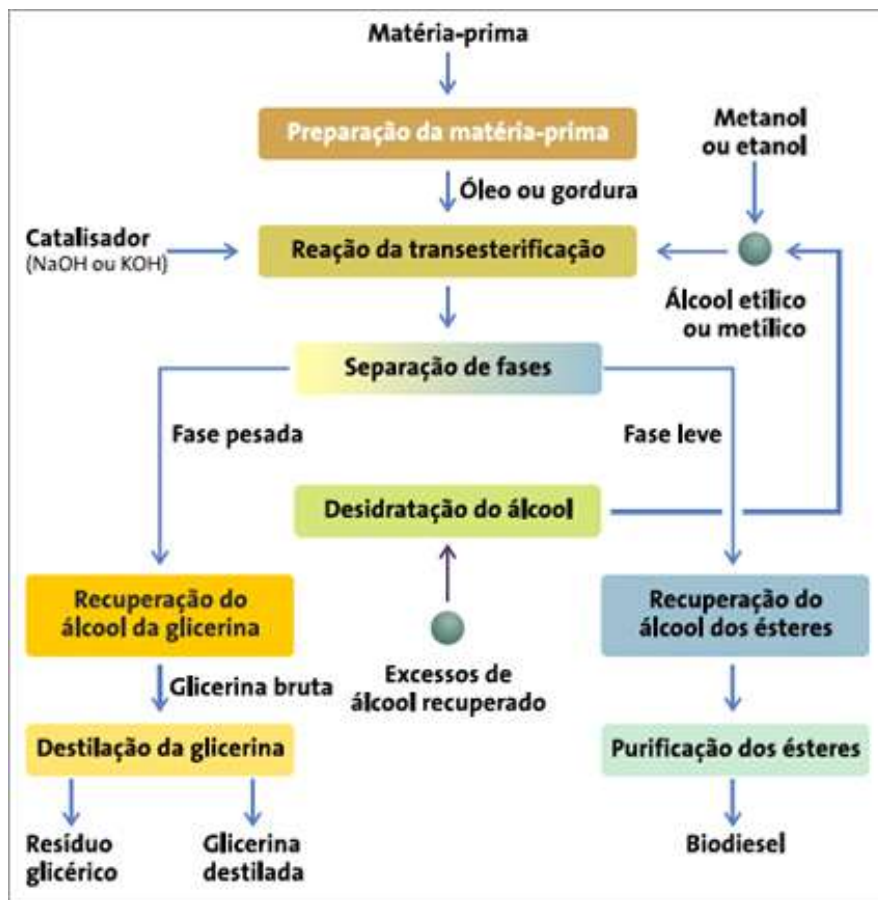 Matéria-prima
Preparação da matéria-prima
Metanol
ou etanol
Óleo ou gordura
Catalisador
(NaOH ou KOH)
Reação da transesterificação
Álcool etílico
ou metílico
Separação de fases
Fase pesada
Fase leve
Desidratação do álcool
Recuperação do
álcool da glicerina
Recuperação do
álcool dos ésteres
Excessos de
álcool recuperado
Glicerina bruta
Destilação da glicerina
Purificação dos ésteres
Resíduo
glicérico
Glicerina
destilada
Biodiesel